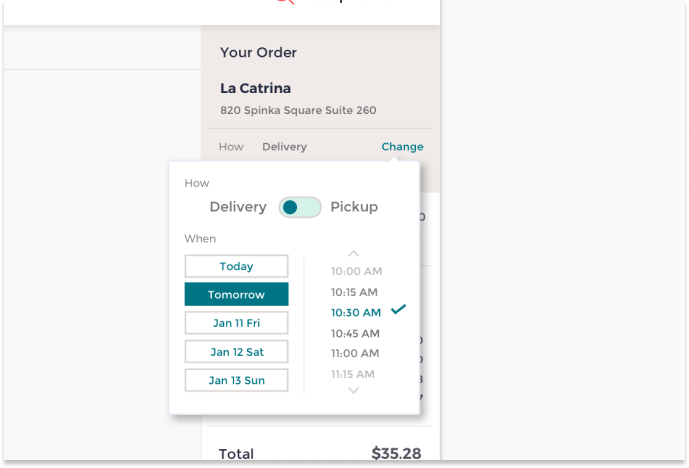 Your Order
La Catrina
820 Spinka Square Suite 260
How Delivery Change
How
Delivery Pickup
When
Today
Tomorrow
Jan 11 Fri
Jan 12 Sat
Jan 13 Sun
10:00 AM
10:15 AM
10:30 AM
10:45 AM
11:00 AM
11:15 AM
Total $35.28